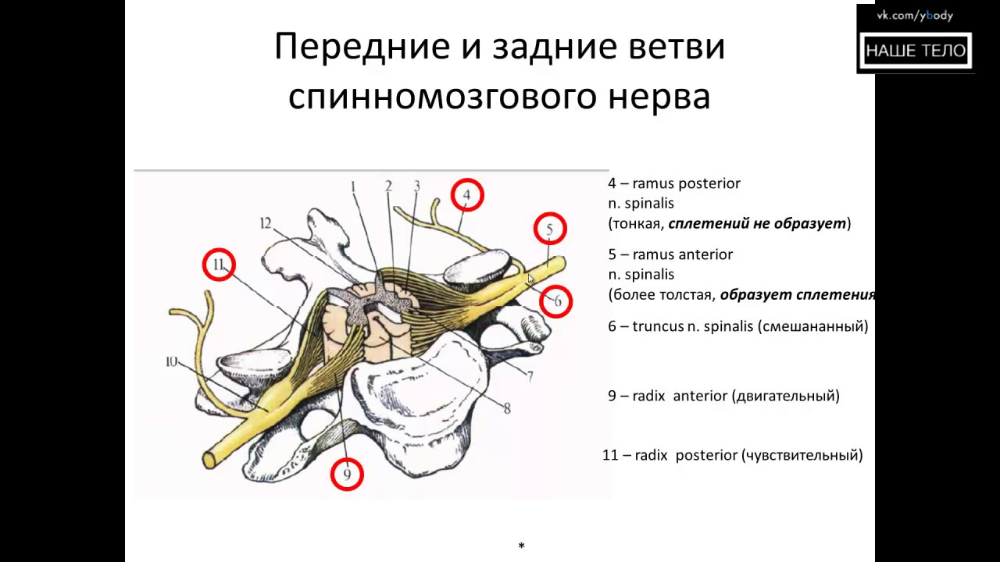 vk.com/ybody
НАШЕ ТЕЛО
Передние и задние ветви
спинномозгового нерва
1
2
3
4
5
12
11
6
10
7
8
9
4 – ramus posterior
n. spinalis
(тонкая, сплетений не образует)
5 – ramus anterior
n. spinalis
(более толстая, образует сплетения
6 – truncus n. spinalis (смешананный)
9 – radix anterior (двигательный)
11 – radix posterior (чувствительный)
*